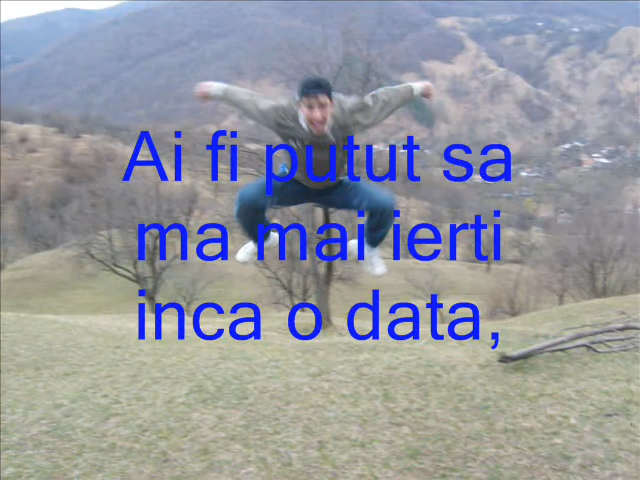 Ai fi putut sa
ma mai ierti
inca o data,